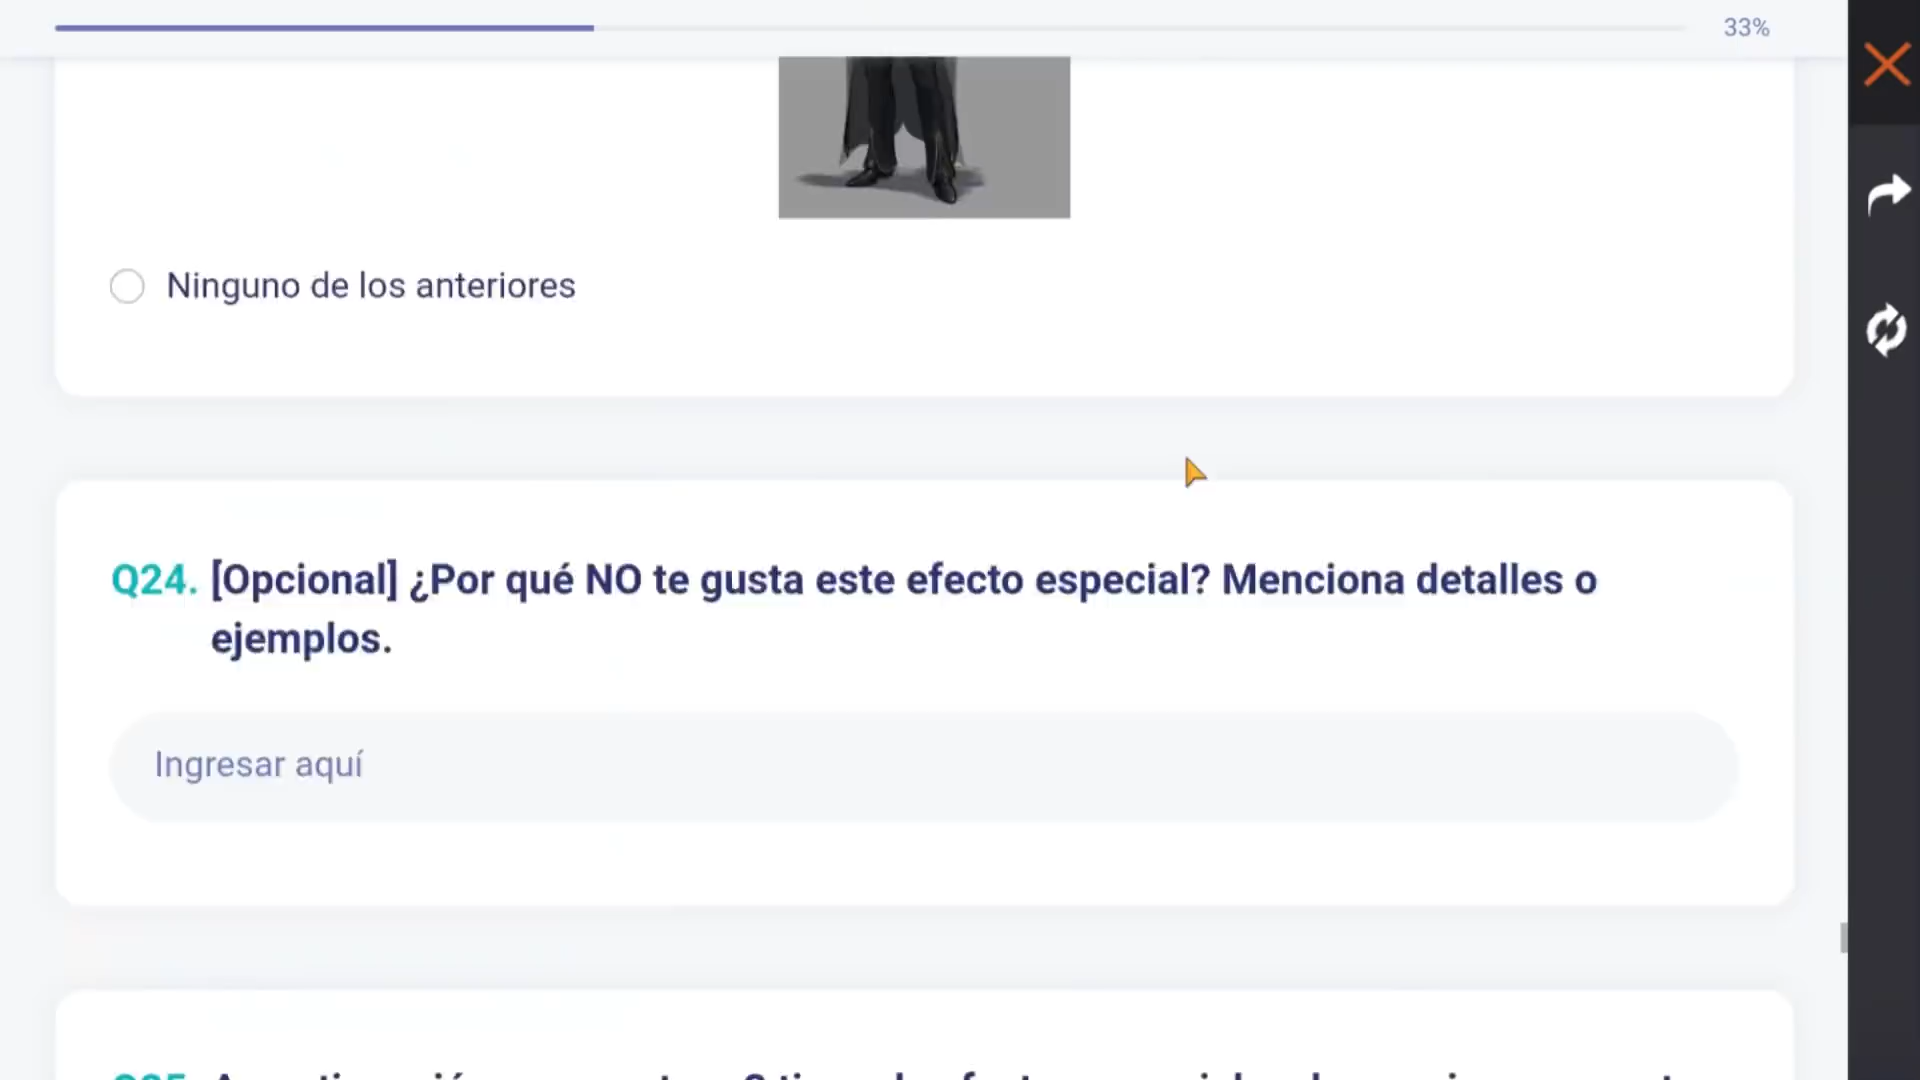 33%
Ninguno de los anteriores
Q24. [Opcional] ¿Por qué NO te gusta este efecto especial? Menciona detalles o
ejemplos.
Ingresar aquí